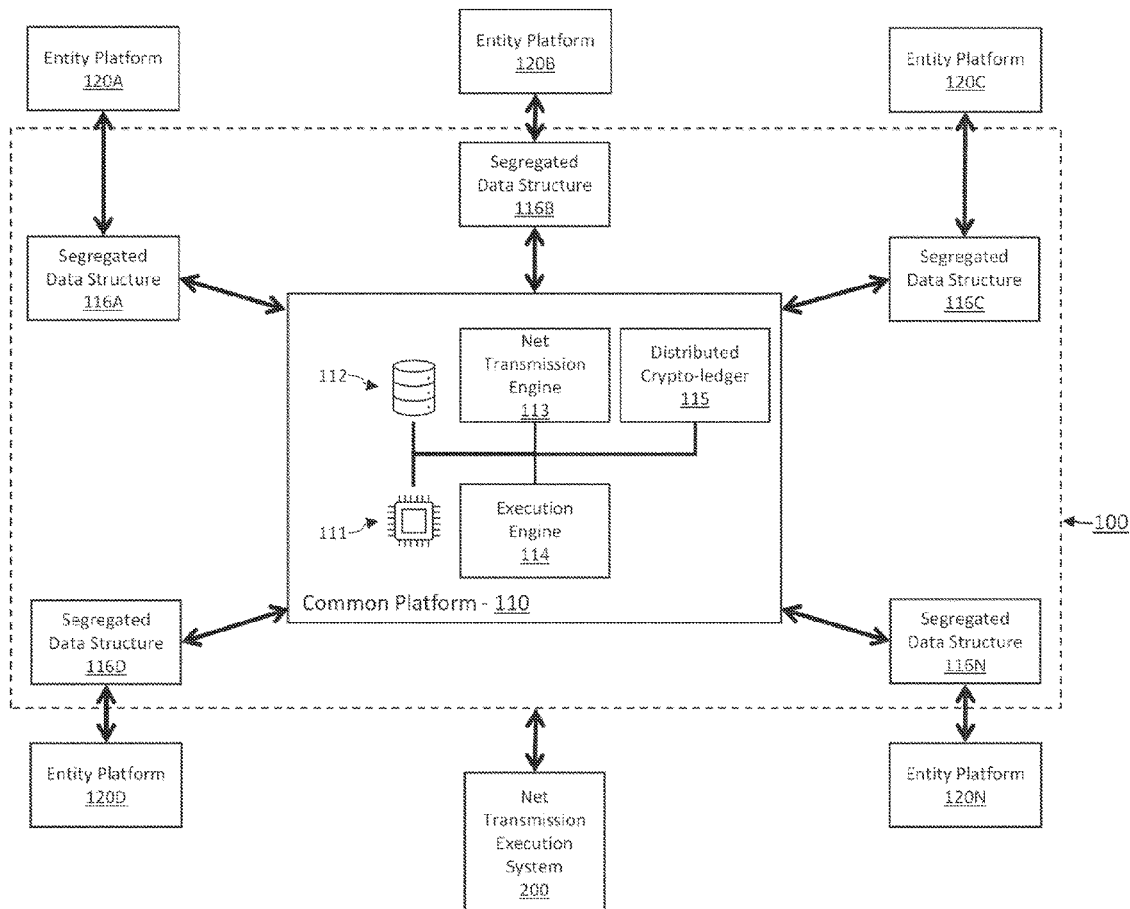 Entity Platform
120A
Entity Platform
120B
Entity Platform
120C
Segregated
Data Structure
116B
Segregated
Data Structure
116A
Segregated
Data Structure
116C
Net
Transmission
Engine
113
Distributed
Crypto-ledger
115
112
111
Execution
Engine
114
100
Common Platform - 110
Segregated
Data Structure
116D
Segregated
Data Structure
116N
Entity Platform
120D
Net
Transmission
Execution
System
200
Entity Platform
120N